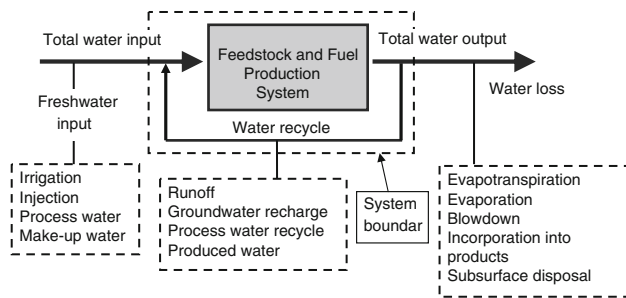 Total water input
Feedstock and Fuel
Production
System
Total water output
Freshwater
input
Water recycle
Water loss
Irrigation
Injection
Process water
Make-up water
Runoff
Groundwater recharge
Process water recycle
Produced water
System
boundar
Evapotranspiration
Evaporation
Blowdown
Incorporation into
products
Subsurface disposal